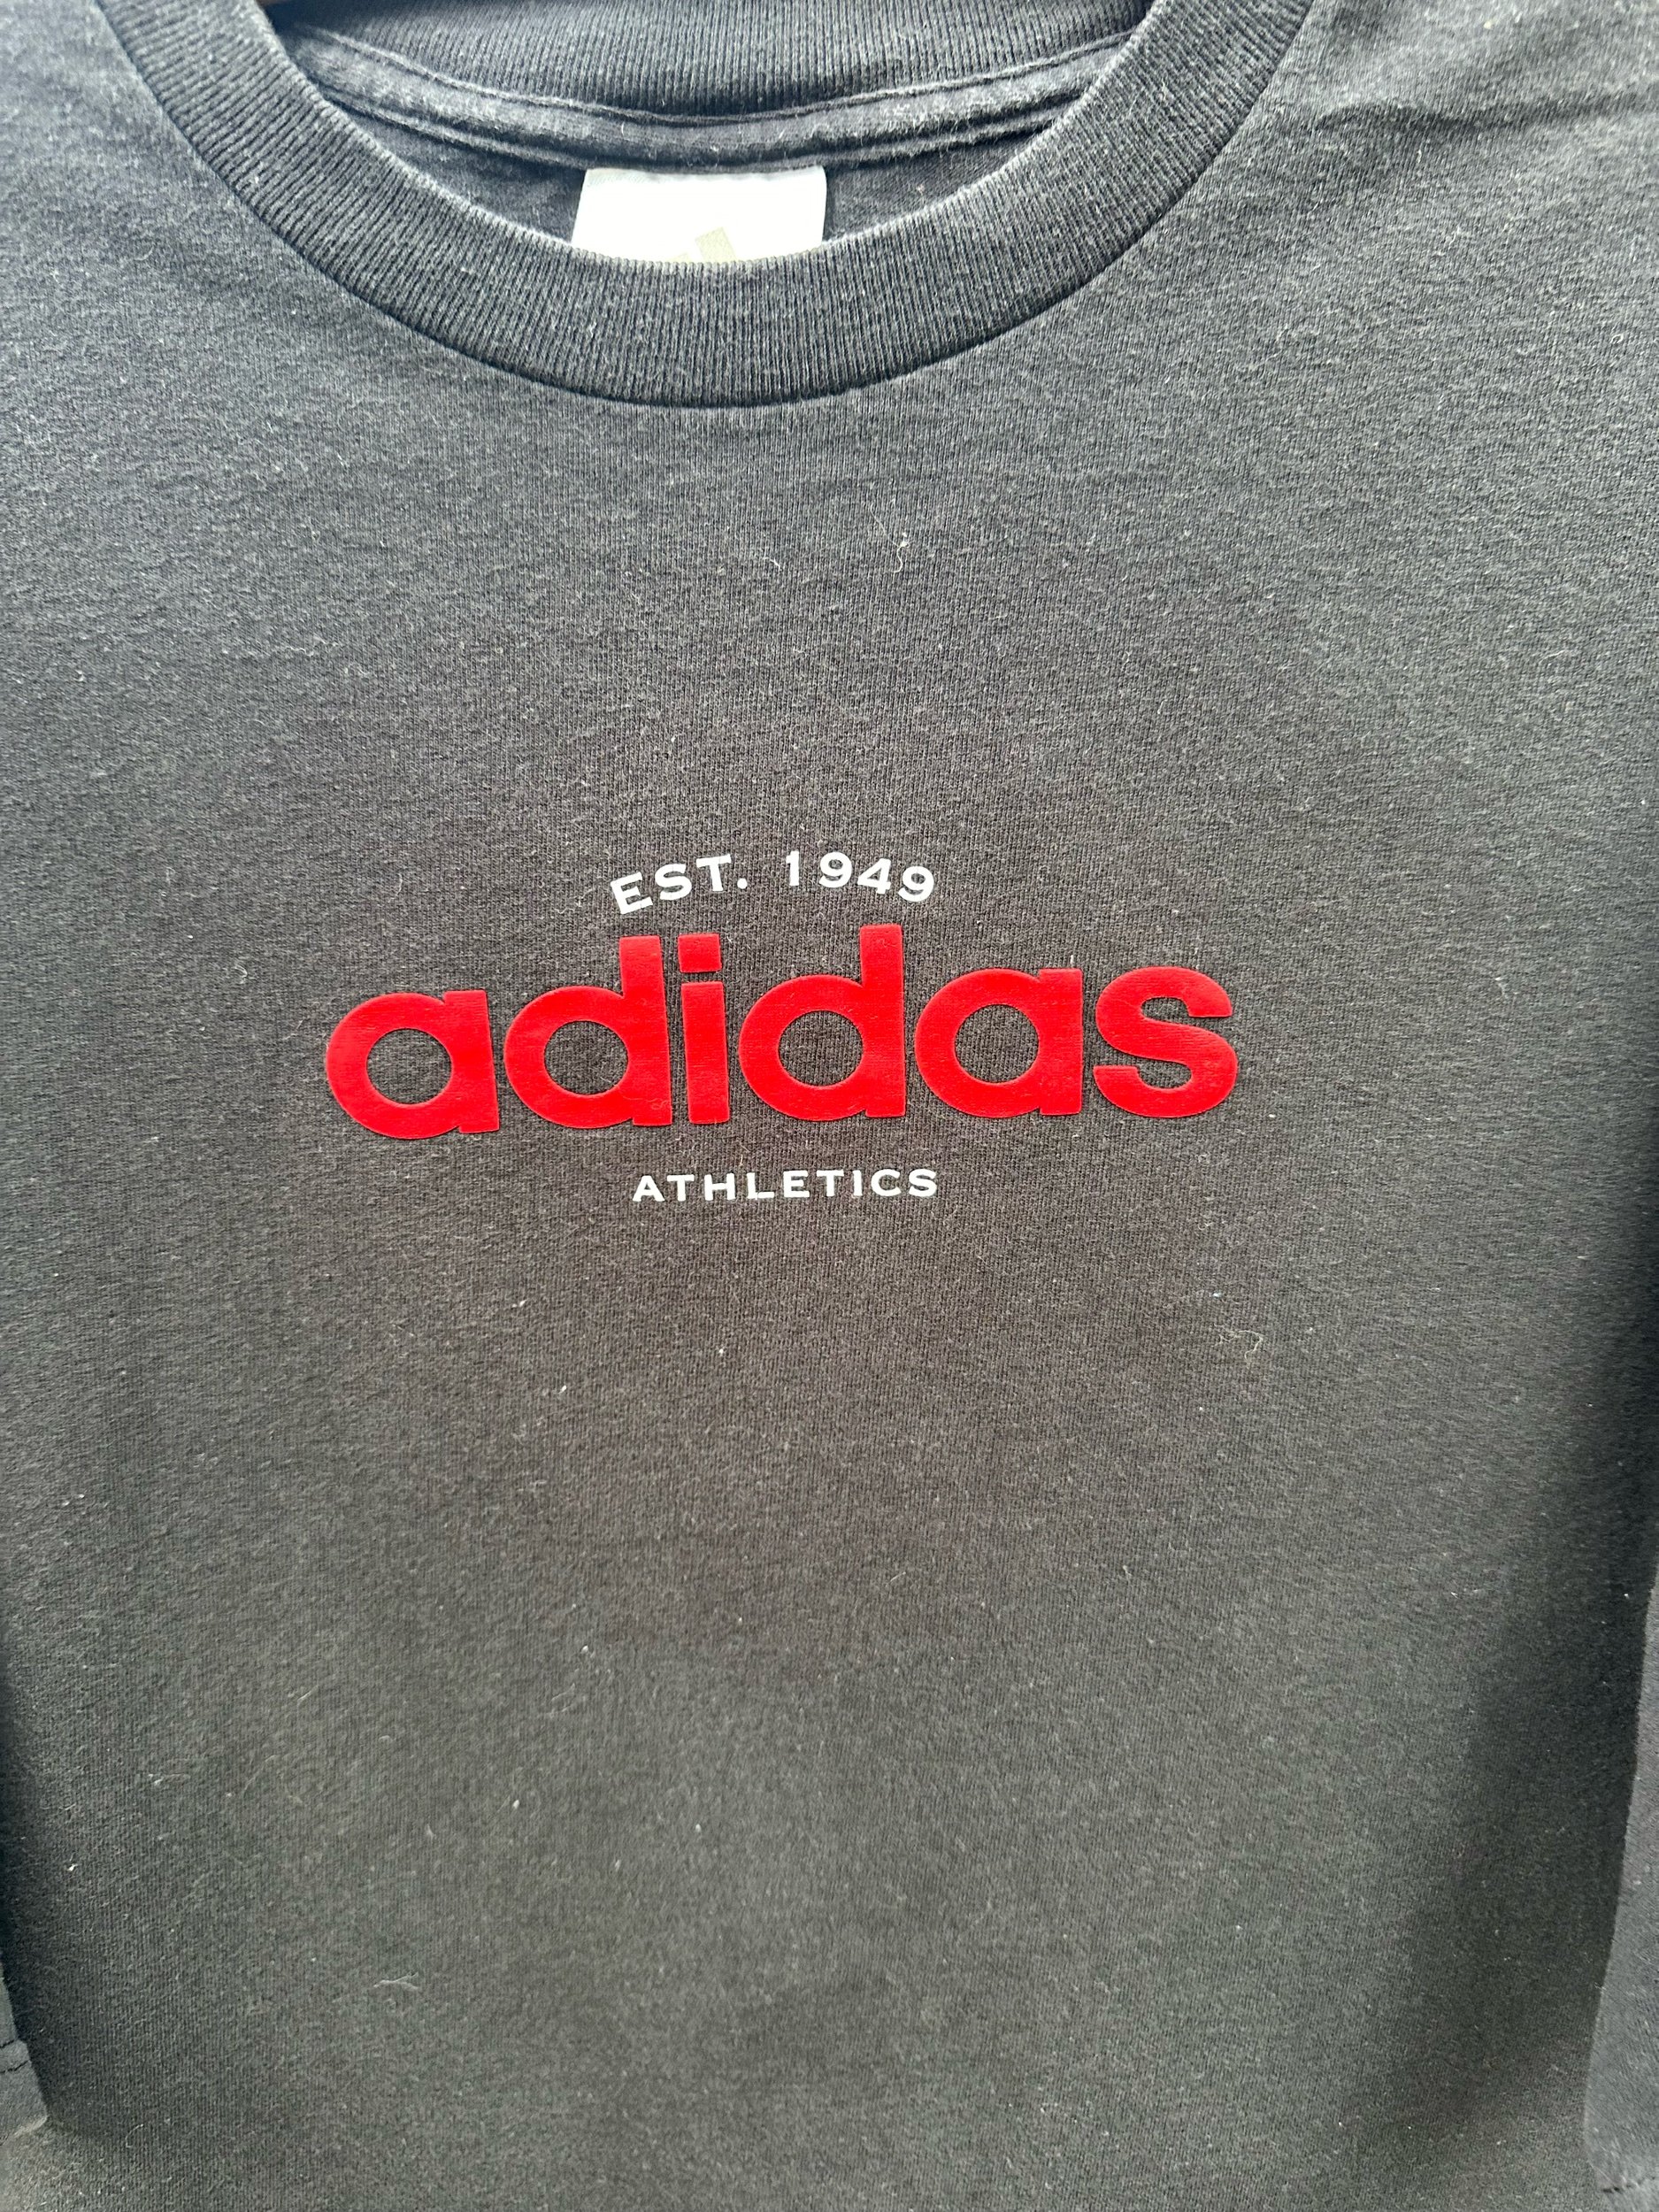 EST. 1949
adidas
ATHLETICS